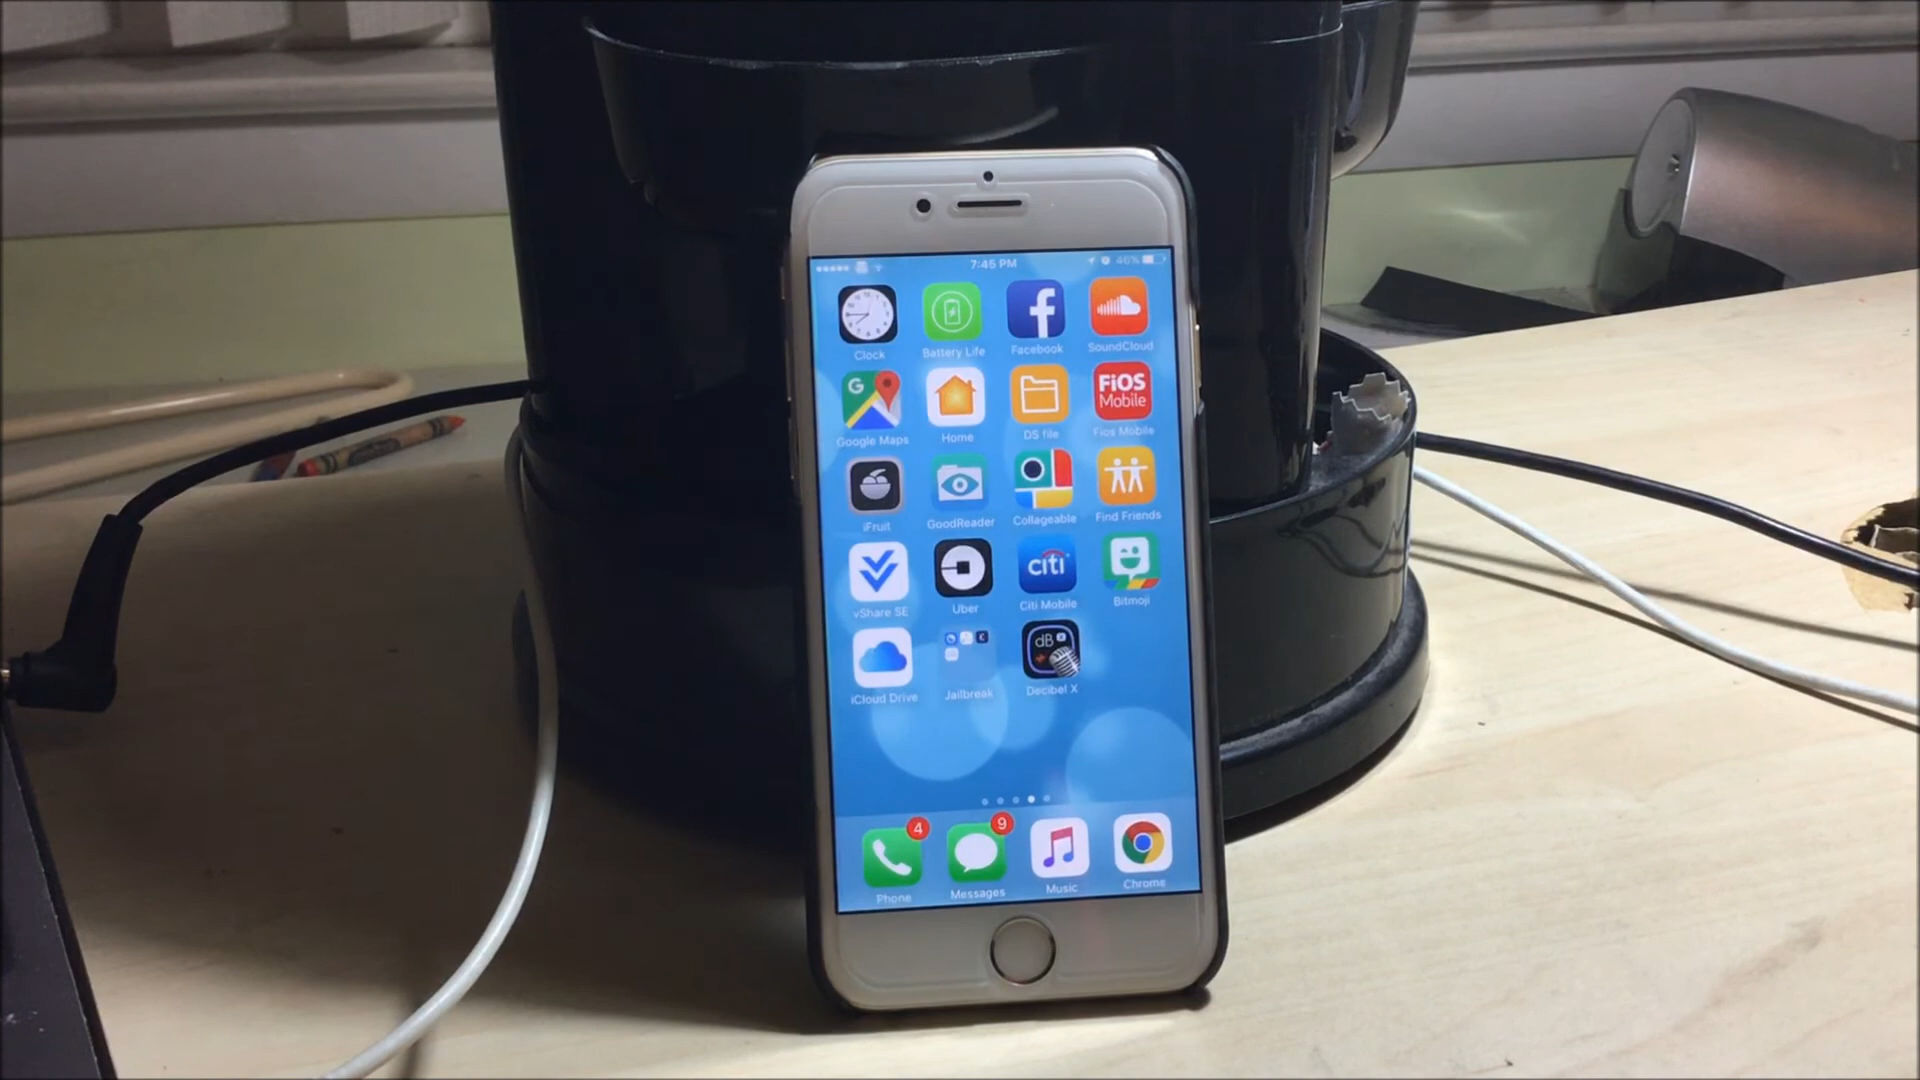 7:45 PM 46%
Clock Battery Life Facebook SoundCloud
G FiOS
Mobile
Google Maps Home DS file Fios Mobile
iFruit GoodReader Collageable Find Friends
citi
vShare SE Uber Citi Mobile Bitmoji
dB
iCloud Drive Jailbreak Decibel X
4 9
Phone Messages Music Chrome